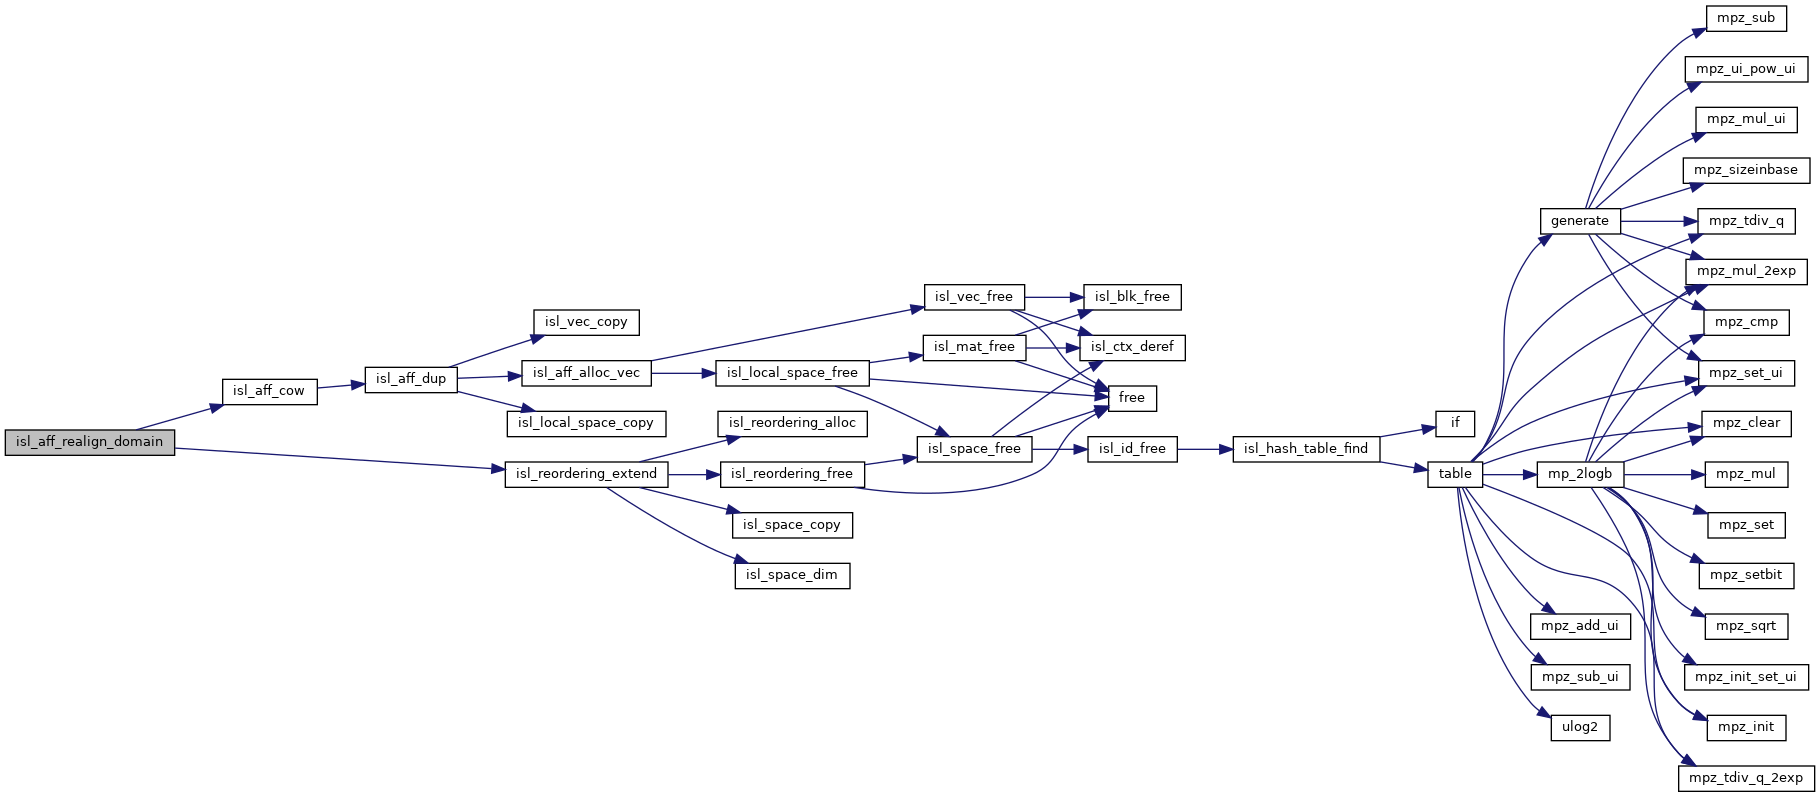 isl_aff_realign_domain
isl_aff_cow
isl_reordering_extend
isl_aff_dup
isl_vec_copy
isl_aff_alloc_vec
isl_local_space_copy
isl_local_space_free
isl_reordering_alloc
isl_reordering_free
isl_space_copy
isl_space_dim
isl_vec_free
isl_mat_free
isl_space_free
isl_blk_free
isl_ctx_deref
free
isl_id_free
isl_hash_table_find
if
table
generate
mp_2logb
mpz_add_ui
mpz_sub_ui
ulog2
mpz_sub
mpz_ui_pow_ui
mpz_mul_ui
mpz_sizeinbase
mpz_tdiv_q
mpz_mul_2exp
mpz_cmp
mpz_set_ui
mpz_clear
mpz_mul
mpz_set
mpz_setbit
mpz_sqrt
mpz_init_set_ui
mpz_init
mpz_tdiv_q_2exp